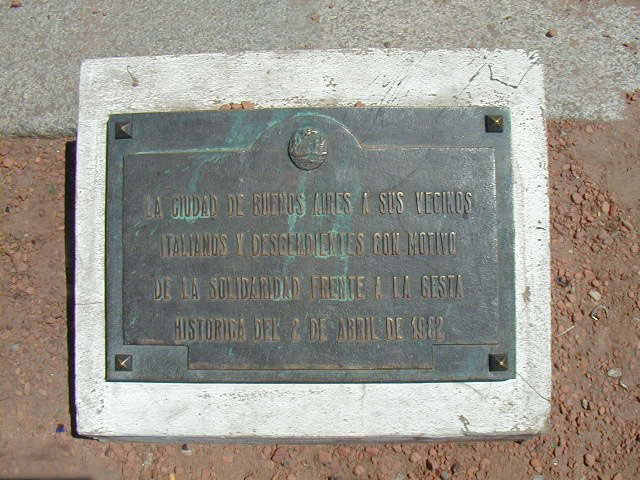 LA CIUDAD DE BUENOS AIRES A SUS VECINOS
ITALIANOS Y DESCENDIENTES CON MOTIVO
DE LA SOLIDARIDAD FRENTE A LA GESTA
HISTORICA DEL 2 DE ABRIL DE 1982